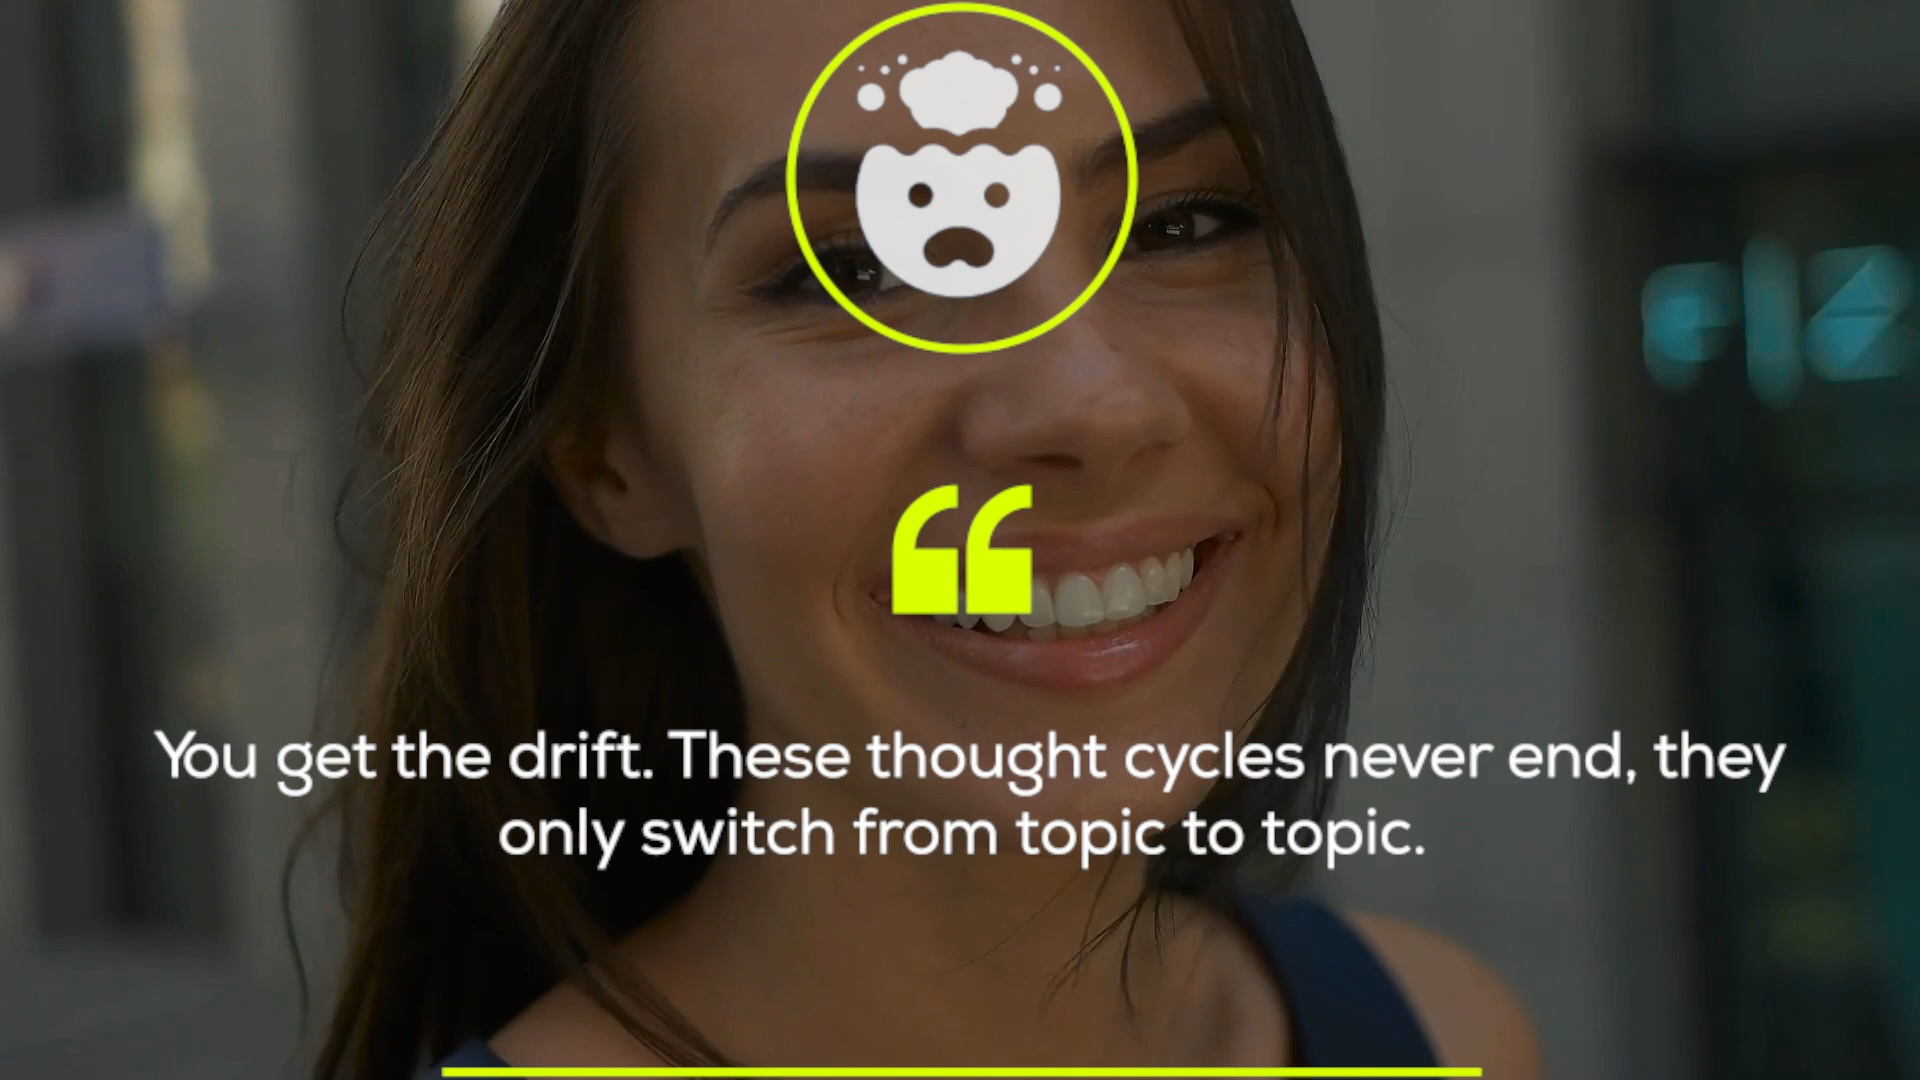 You get the drift. These thought cycles never end, they
only switch from topic to topic.